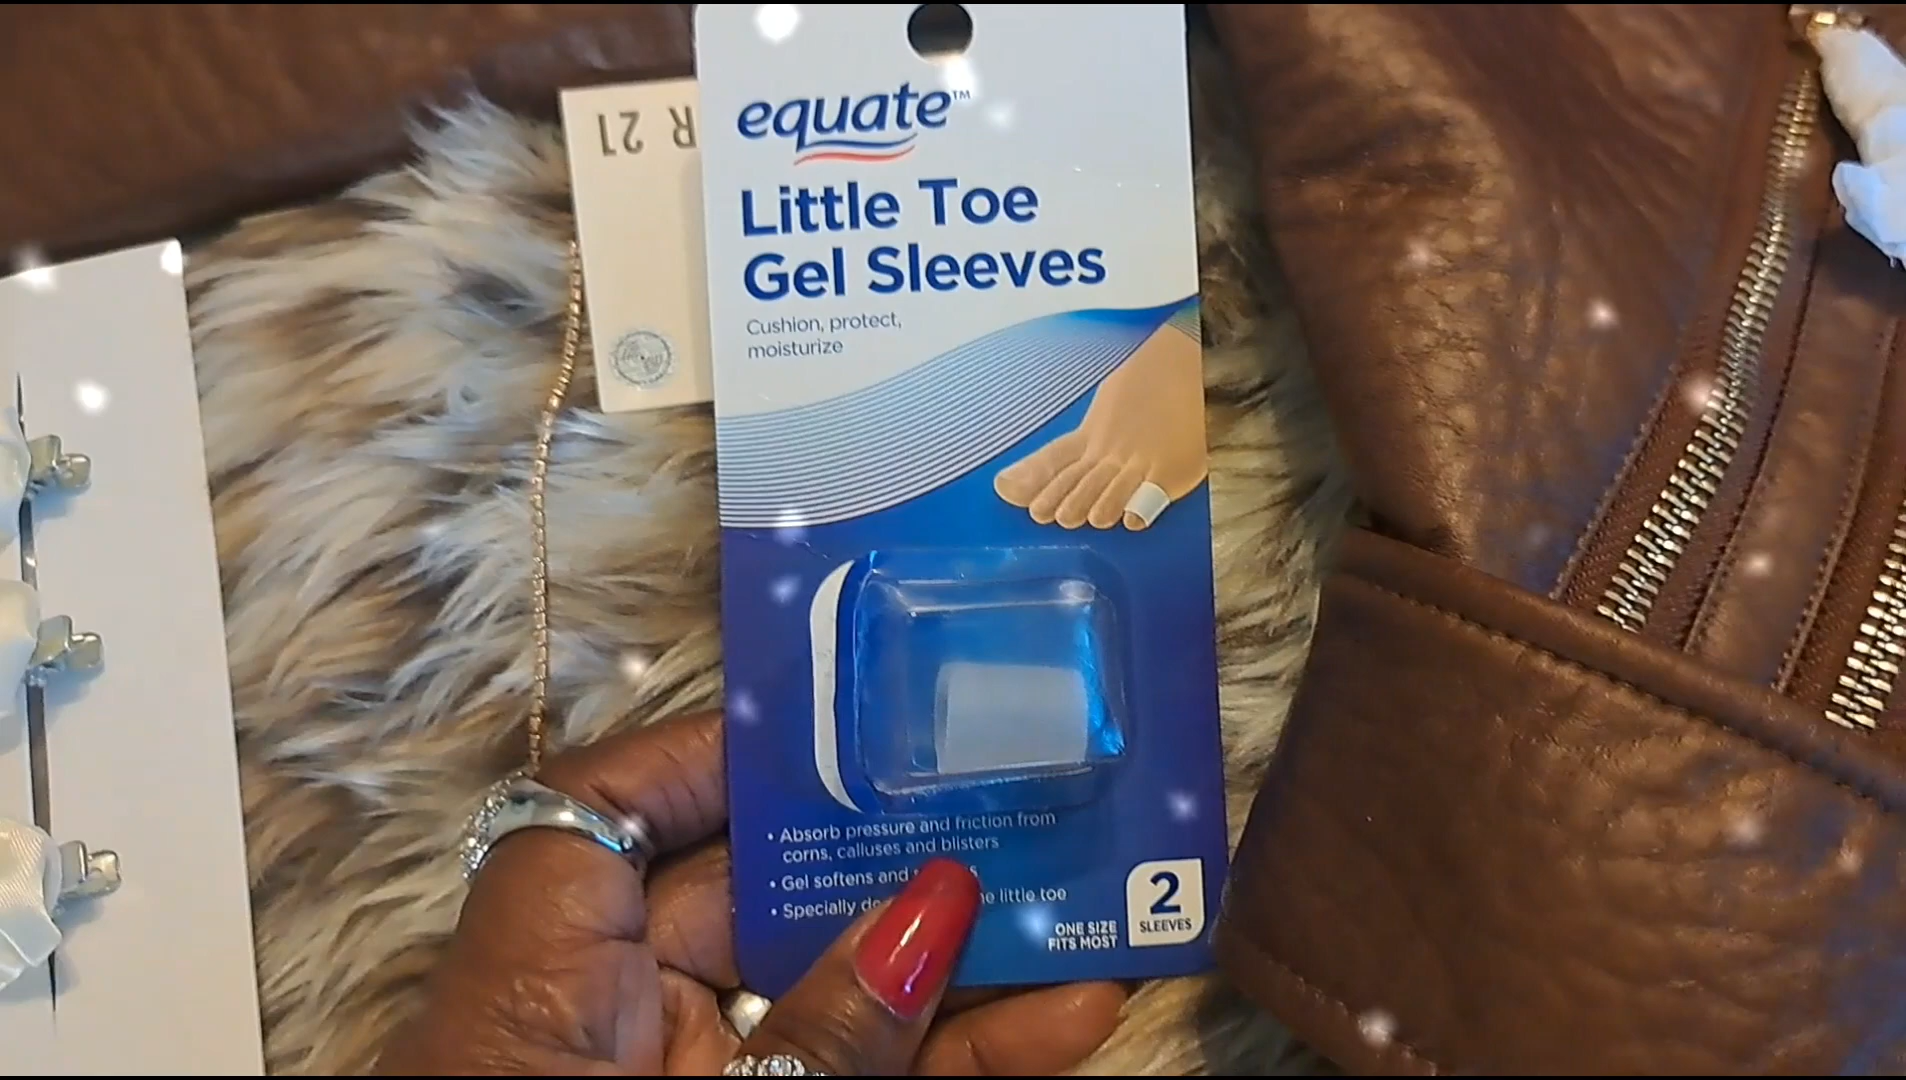 R 21
equate™
Little Toe
Gel Sleeves
Cushion, protect,
moisturize
• Absorb pressure and friction from
corns, calluses and blisters
• Gel softens and
• Specially little toe
ONE SIZE
FITS MOST
2
SLEEVES